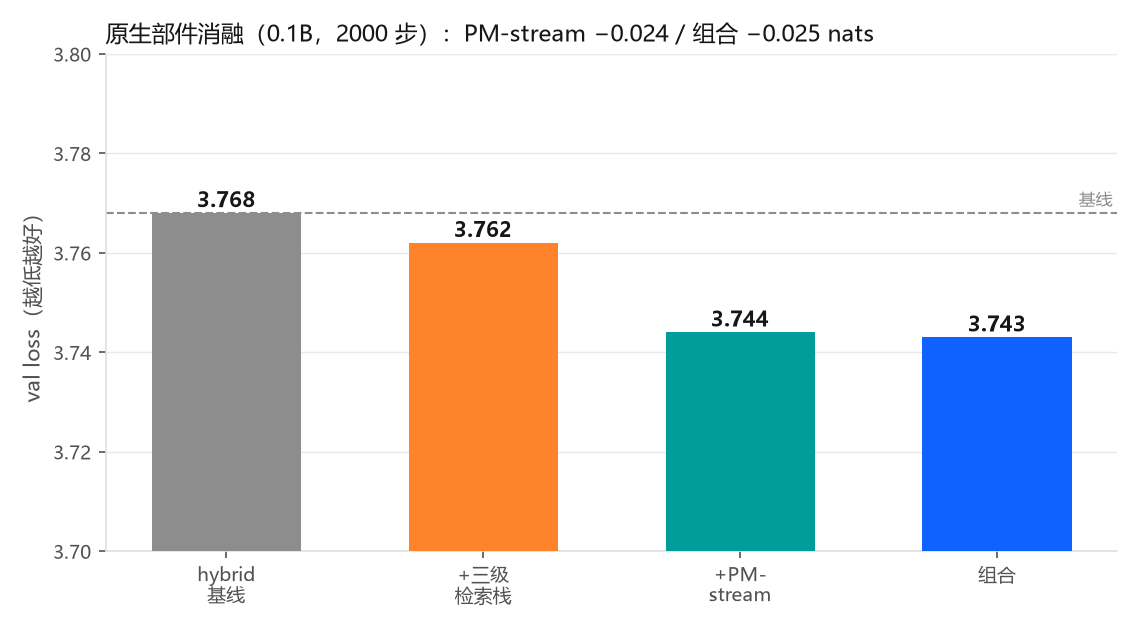 原生部件消融（0.1B，2000 步）：PM-stream −0.024 / 组合 −0.025 nats
val loss（越低越好）
3.80
3.78
3.76
3.74
3.72
3.70
基线
3.768
3.762
3.744
3.743
hybrid
基线
+三级
检索栈
+PM-
stream
组合